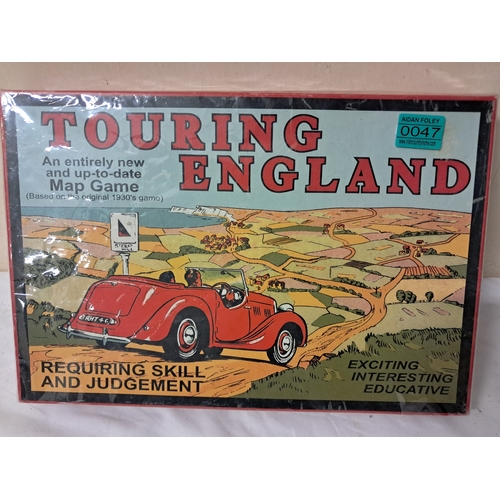 TOURING
ENGLAND
AIDAN FOLEY
0047
An entirely new
and up-to-date
Map Game
(Based on the original 1930's game)
REQUIRING SKILL
AND JUDGEMENT
EXCITING
INTERESTING
EDUCATIVE